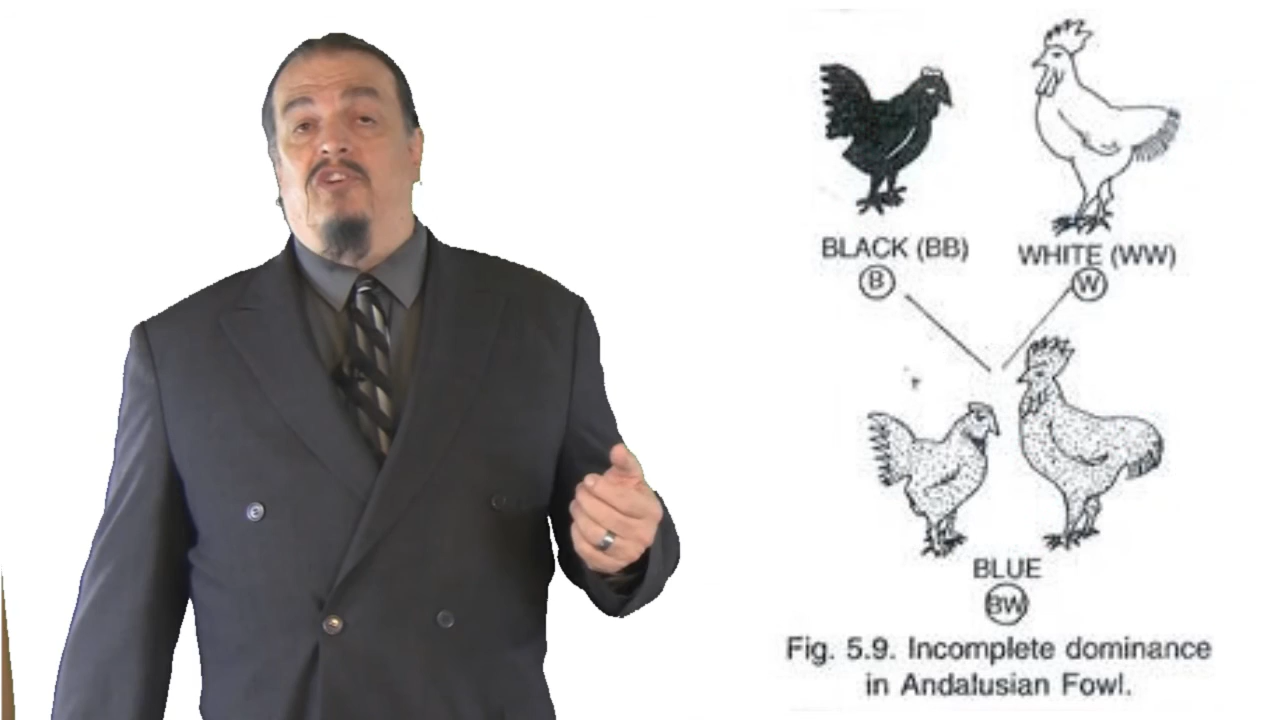 BLACK (BB) WHITE (WW)
B W
BLUE
BW
Fig. 5.9. Incomplete dominance
in Andalusian Fowl.